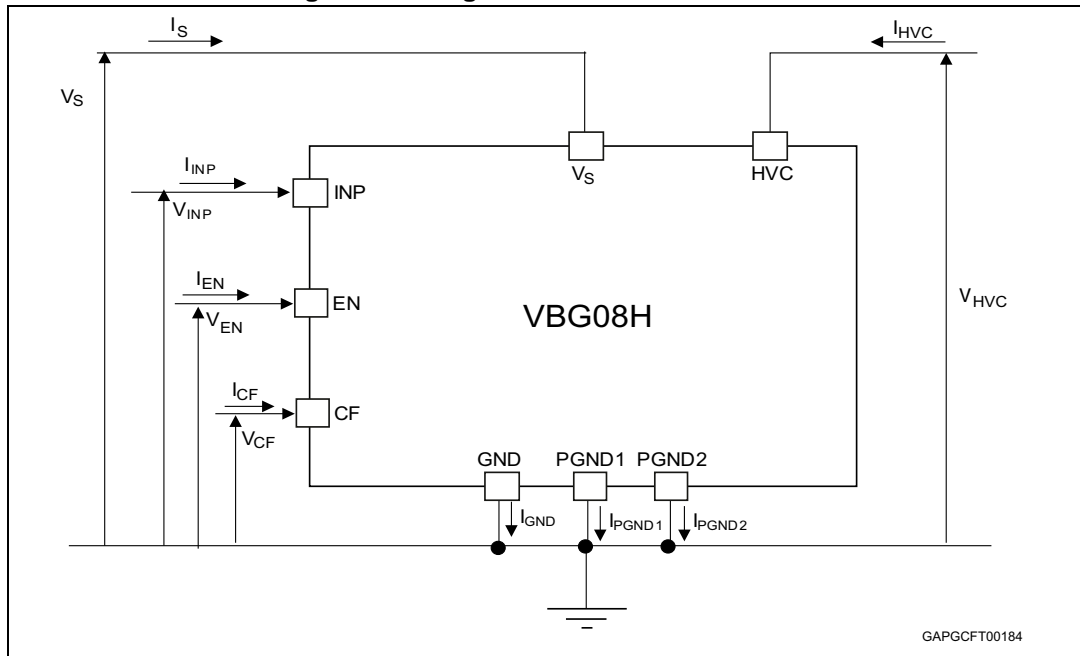 I_S
I_HVC
V_S
V_S
HVC
I_INP
INP
V_INP
I_EN
EN
V_EN
VBG08H
V_HVC
I_CF
CF
V_CF
GND
PGND1
PGND2
I_GND
I_PGND1
I_PGND2
GAPGCFT00184